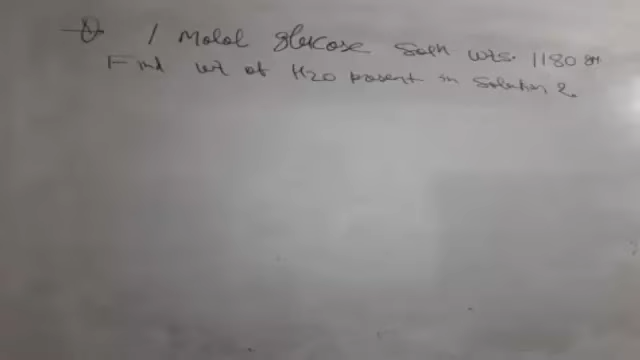 Q 1 Molal glucose Soln wts. 1180 gm
Find wt of H2O present in Solution ?